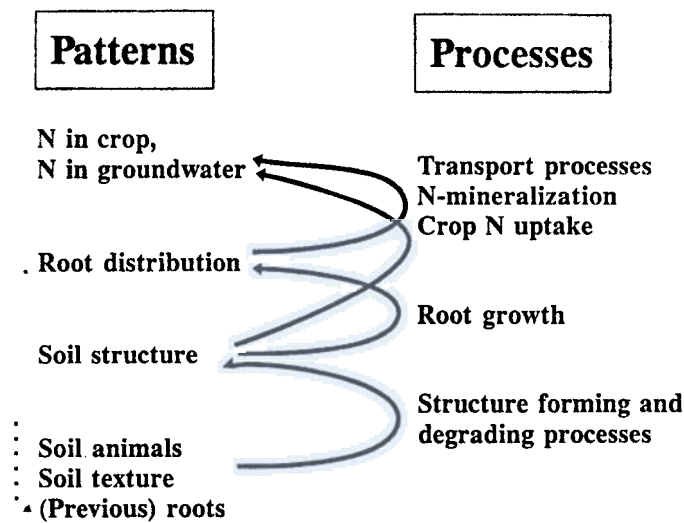 Patterns
Processes
N in crop,
N in groundwater
Transport processes
N-mineralization
Crop N uptake
Root distribution
Root growth
Soil structure
Structure forming and
degrading processes
Soil animals
Soil texture
(Previous) roots